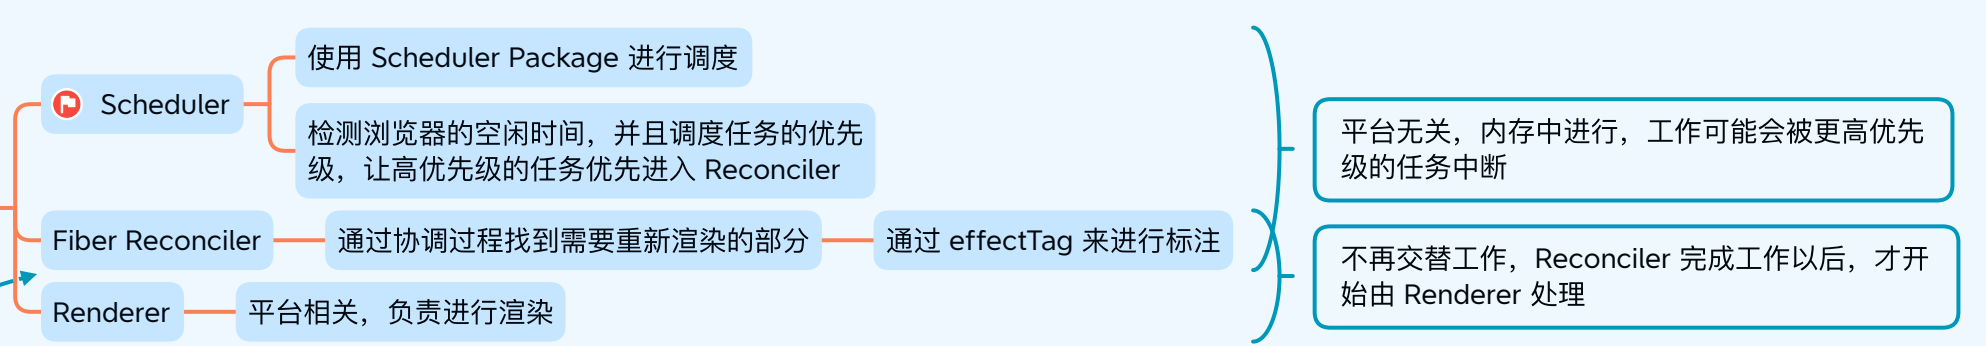 使用 Scheduler Package 进行调度
Scheduler
检测浏览器的空闲时间，并且调度任务的优先
级，让高优先级的任务优先进入 Reconciler
平台无关，内存中进行，工作可能会被更高优先
级的任务中断
Fiber Reconciler
通过协调过程找到需要重新渲染的部分
通过 effectTag 来进行标注
不再交替工作，Reconciler 完成工作以后，才开
始由 Renderer 处理
Renderer
平台相关，负责进行渲染